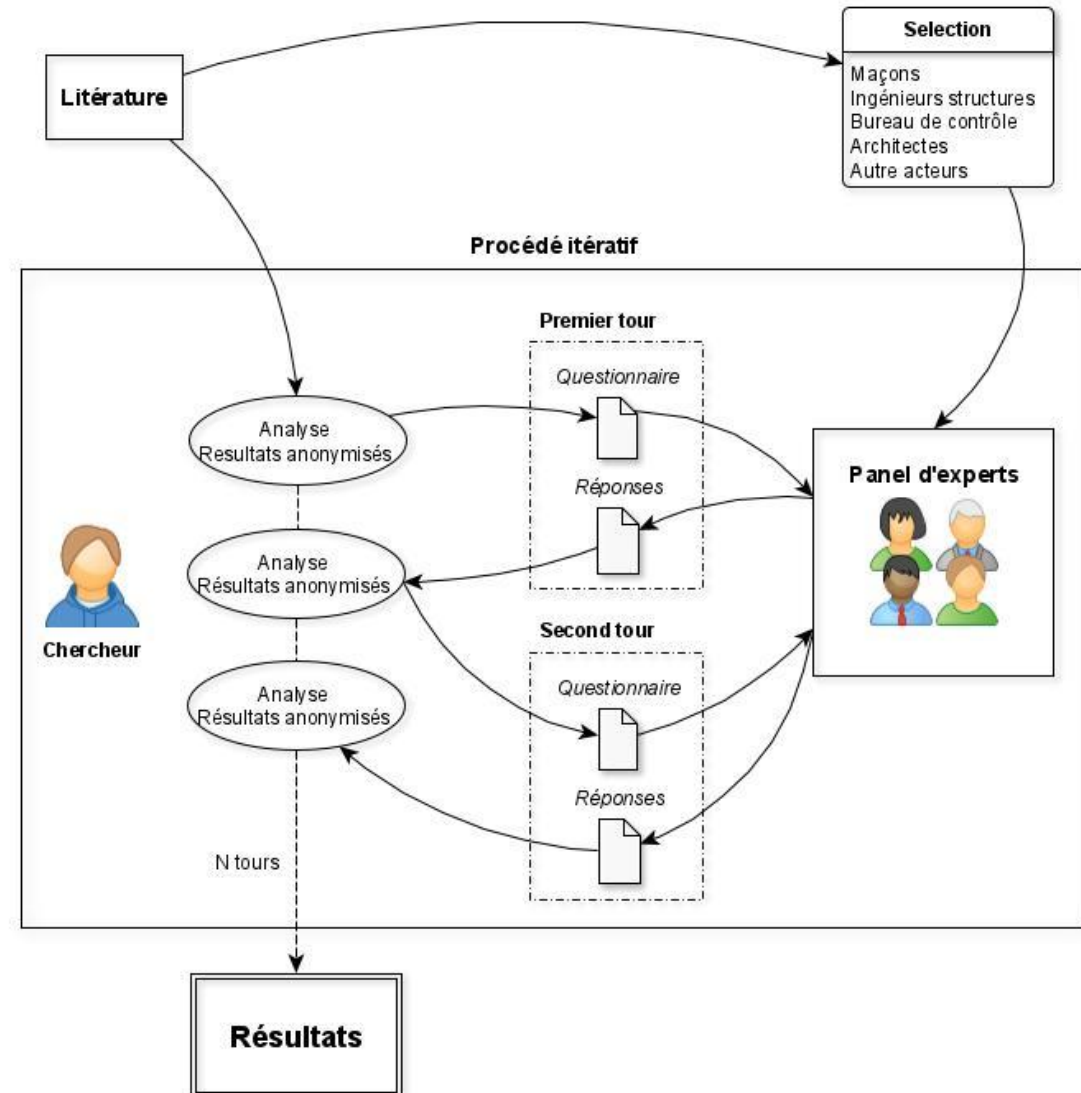 Litérature
Selection
Maçons
Ingénieurs structures
Bureau de contrôle
Architectes
Autre acteurs
Procédé itératif
Premier tour
Questionnaire
Analyse
Resultats anonymisés
Réponses
Panel d'experts
Analyse
Résultats anonymisés
Chercheur
Second tour
Questionnaire
Analyse
Résultats anonymisés
Réponses
N tours
Résultats